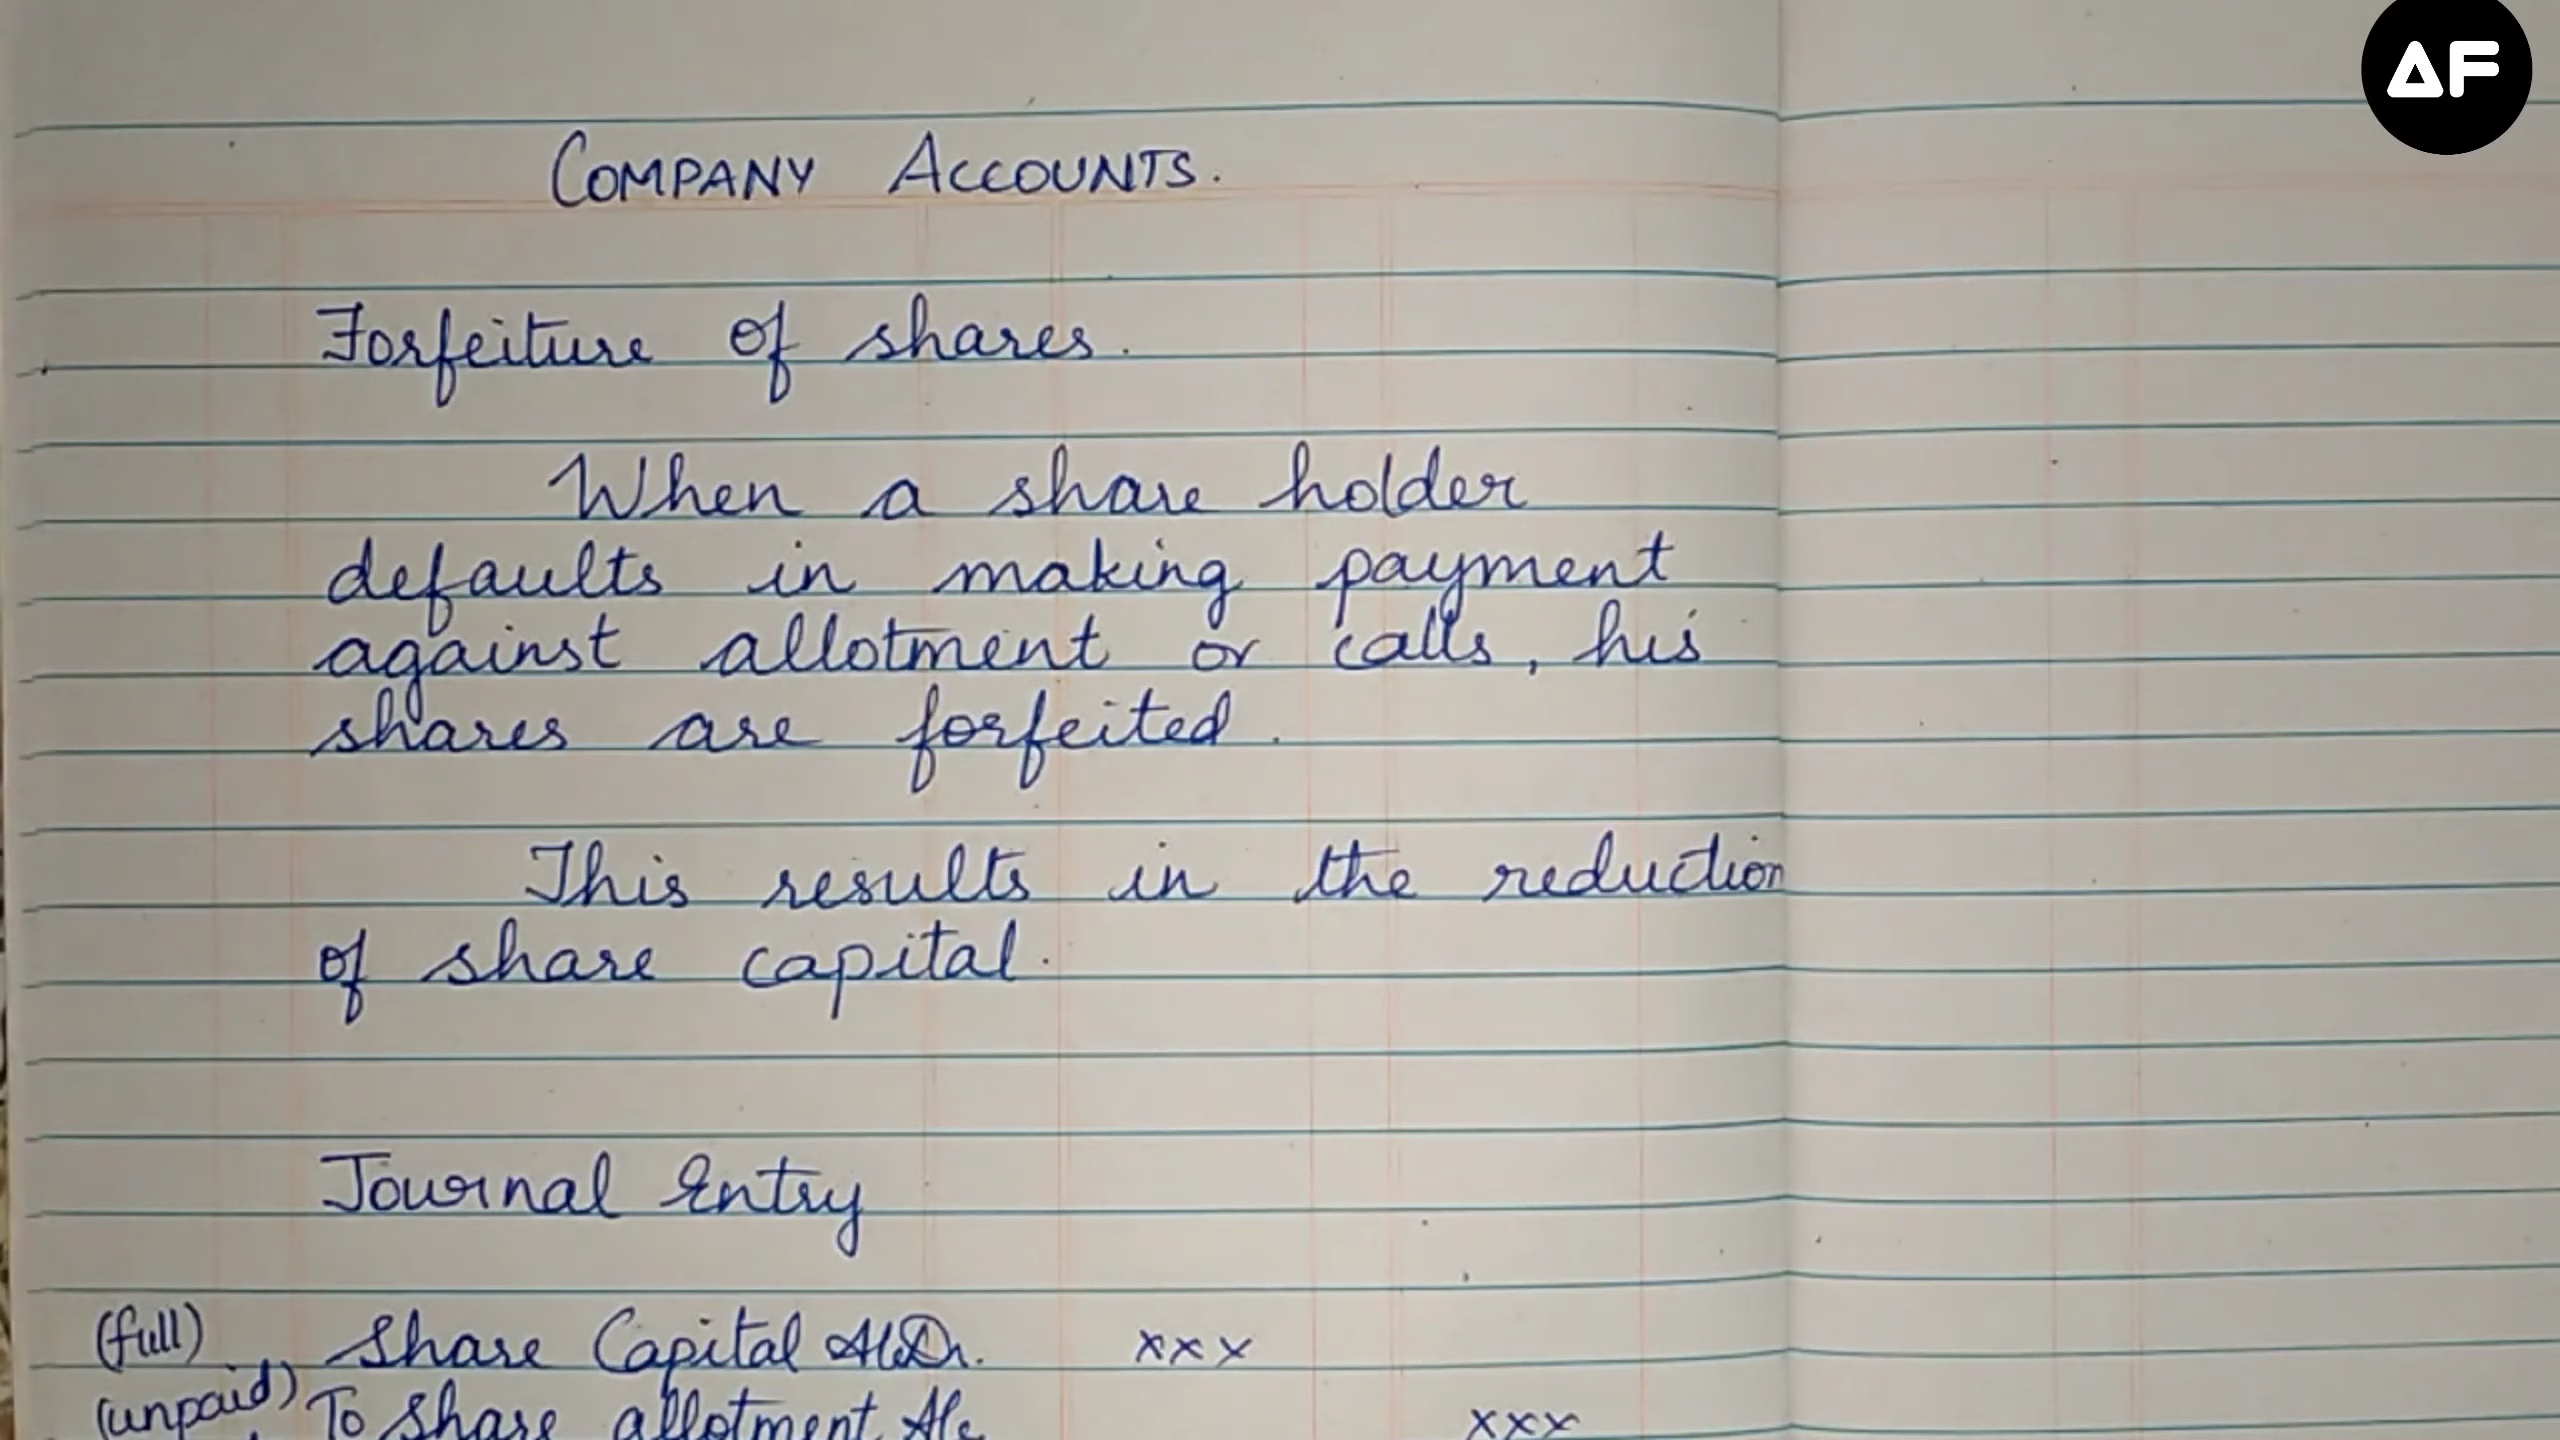 AF
COMPANY ACCOUNTS.
Forfeiture of shares.
When a share holder
defaults in making payment
against allotment or calls, his
shares are forfeited.
This results in the reduction
of share capital.
Journal Entry
(full) Share Capital A/c Dr. xxx
(unpaid) To Share allotment A/c xxx